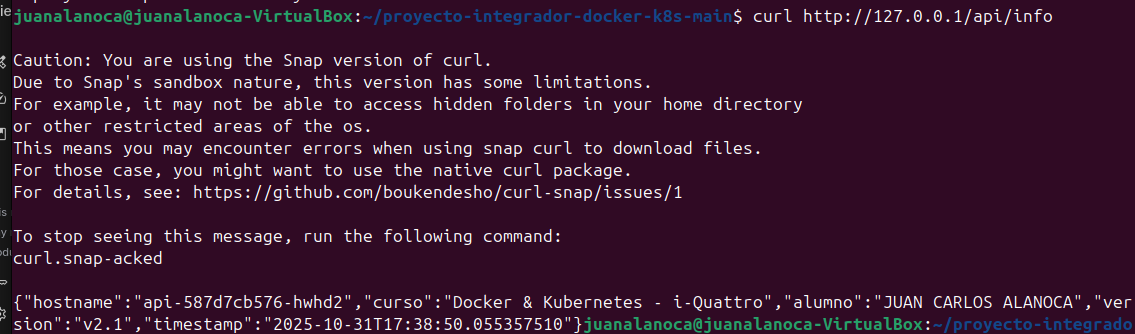 juanalanoca@juanalanoca-VirtualBox:~/proyecto-integrador-docker-k8s-main$ curl http://127.0.0.1/api/info
Caution: You are using the Snap version of curl.
Due to Snap's sandbox nature, this version has some limitations.
For example, it may not be able to access hidden folders in your home directory
or other restricted areas of the os.
This means you may encounter errors when using snap curl to download files.
For those case, you might want to use the native curl package.
For details, see: https://github.com/boukendesho/curl-snap/issues/1
To stop seeing this message, run the following command:
curl.snap-acked
{"hostname":"api-587d7cb576-hwhd2","curso":"Docker & Kubernetes - i-Quattro","alumno":"JUAN CARLOS ALANOCA","ver
sion":"v2.1","timestamp":"2025-10-31T17:38:50.055357510"}juanalanoca@juanalanoca-VirtualBox:~/proyecto-integrado